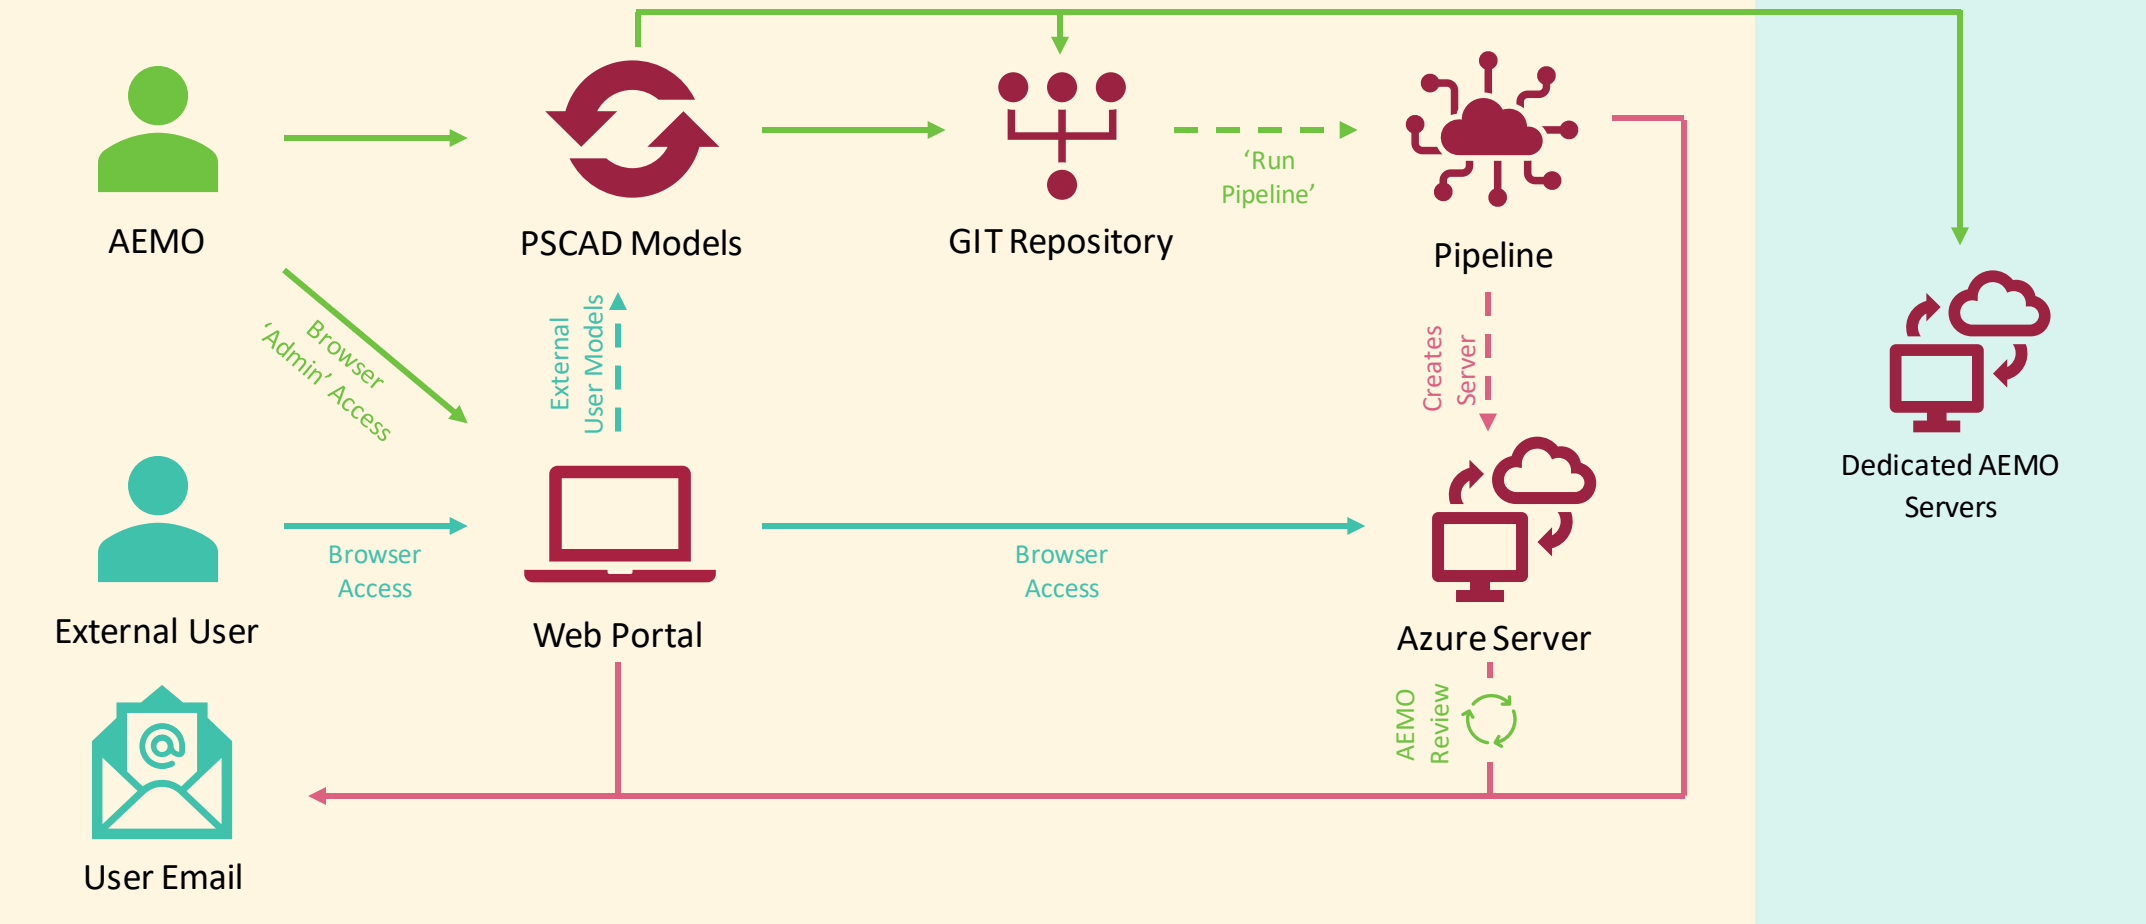 ‘Run
Pipeline’
AEMO
PSCAD Models
GIT Repository
Pipeline
Browser
‘Admin’ Access
External
User Models
Creates
Server
Dedicated AEMO
Servers
Browser
Access
Browser
Access
External User
Web Portal
Azure Server
AEMO
Review
User Email